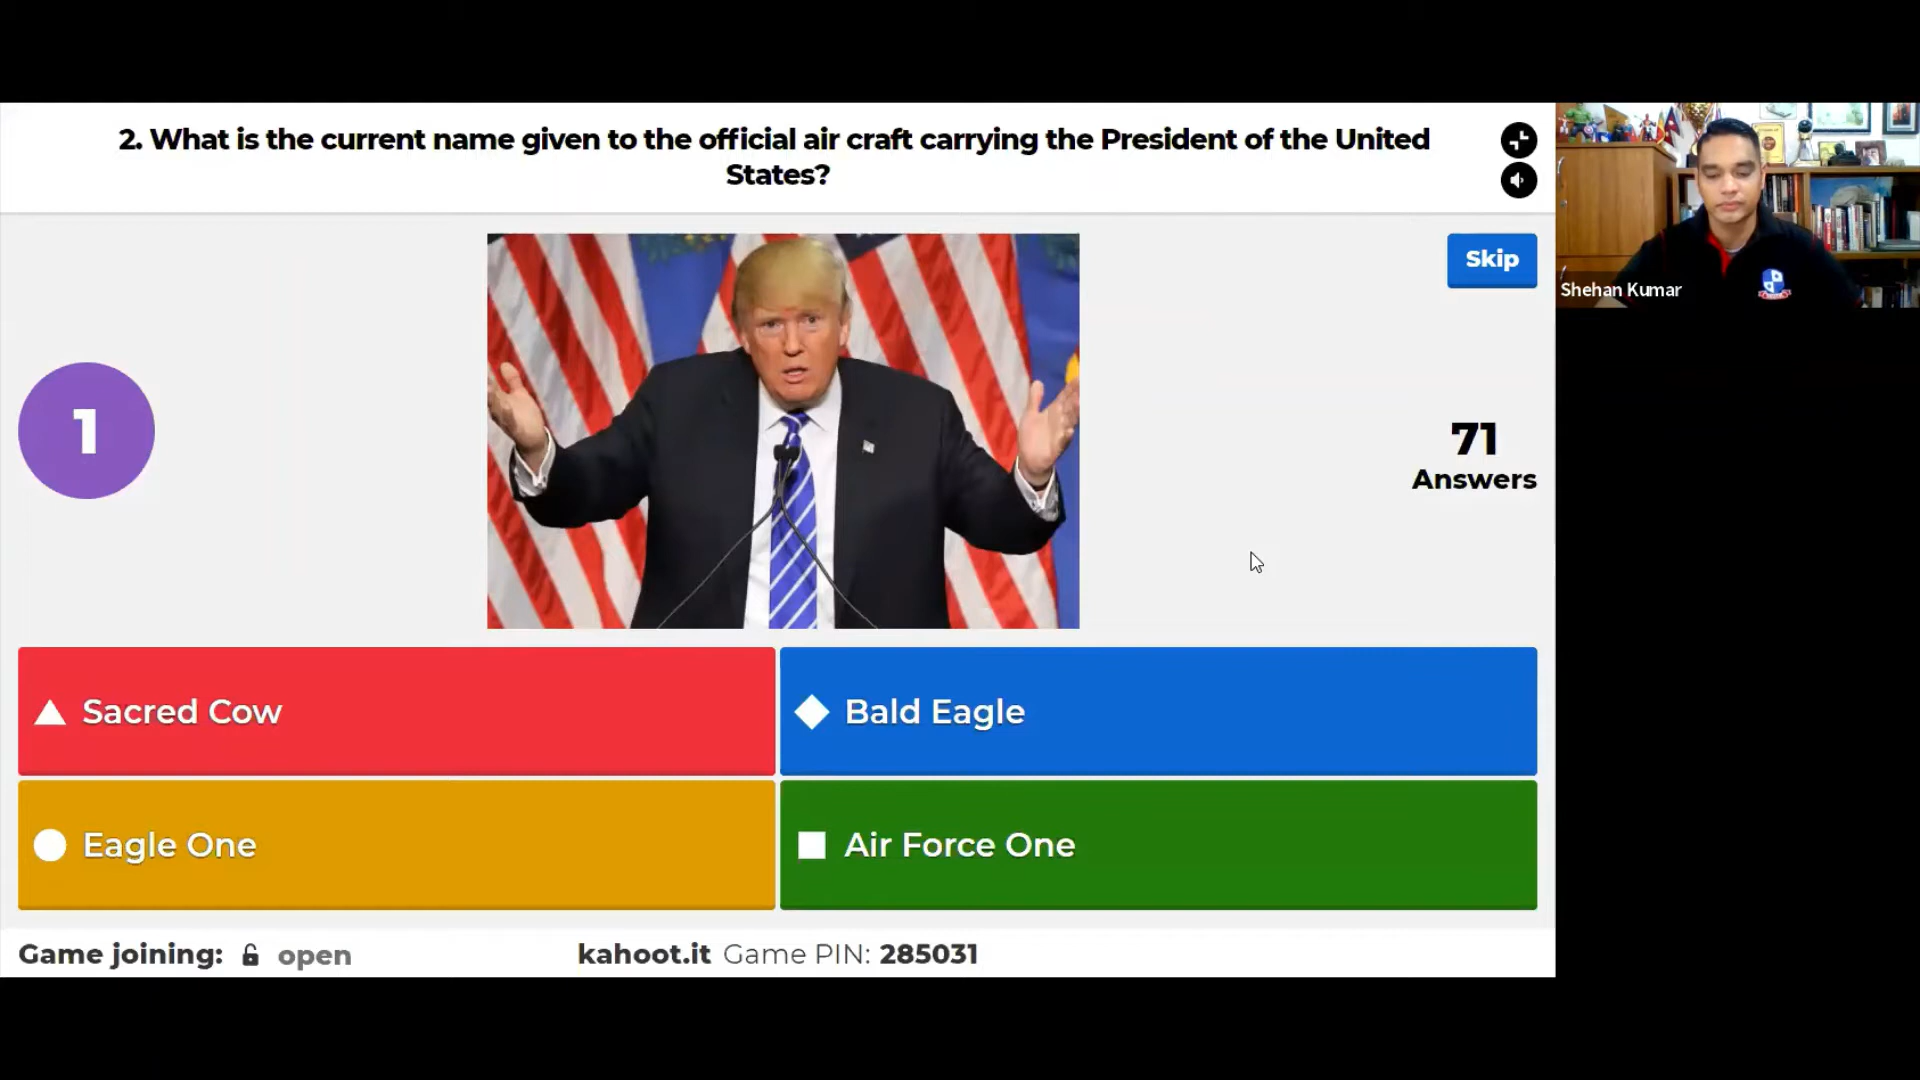 2. What is the current name given to the official air craft carrying the President of the United
States?
Skip
Shehan Kumar
1
71
Answers
Sacred Cow
Bald Eagle
Eagle One
Air Force One
Game joining: open
kahoot.it Game PIN: 285031